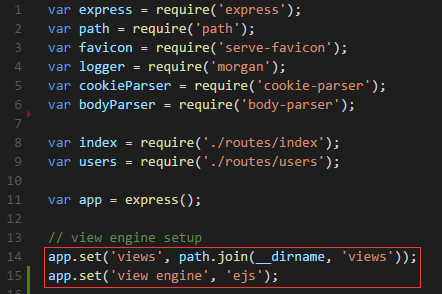 1 var express = require('express');
2 var path = require('path');
3 var favicon = require('serve-favicon');
4 var logger = require('morgan');
5 var cookieParser = require('cookie-parser');
6 var bodyParser = require('body-parser');
7
8 var index = require('./routes/index');
9 var users = require('./routes/users');
10
11 var app = express();
12
13 // view engine setup
14 app.set('views', path.join(__dirname, 'views'));
15 app.set('view engine', 'ejs');
16